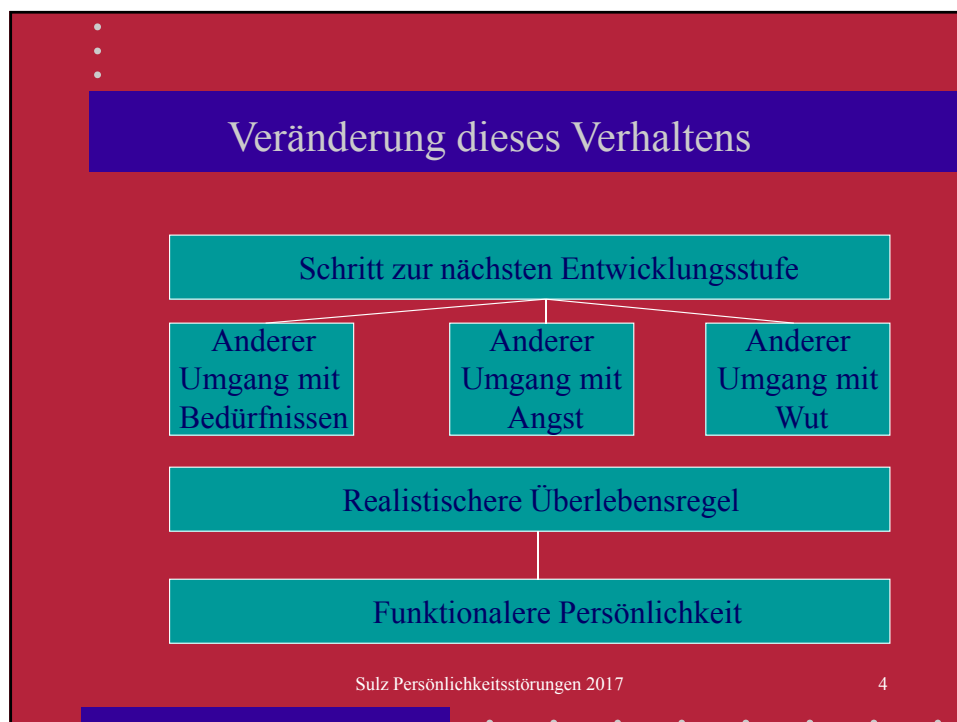 Veränderung dieses Verhaltens
Schritt zur nächsten Entwicklungsstufe
Anderer
Umgang mit
Bedürfnissen
Anderer
Umgang mit
Angst
Anderer
Umgang mit
Wut
Realistischere Überlebensregel
Funktionalere Persönlichkeit
Sulz Persönlichkeitsstörungen 2017
4